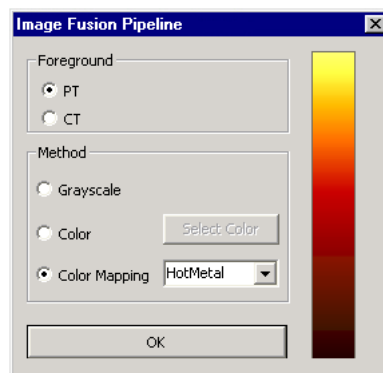 Image Fusion Pipeline
Foreground
PT
CT
Method
Grayscale
Color
Select Color
Color Mapping
HotMetal
OK